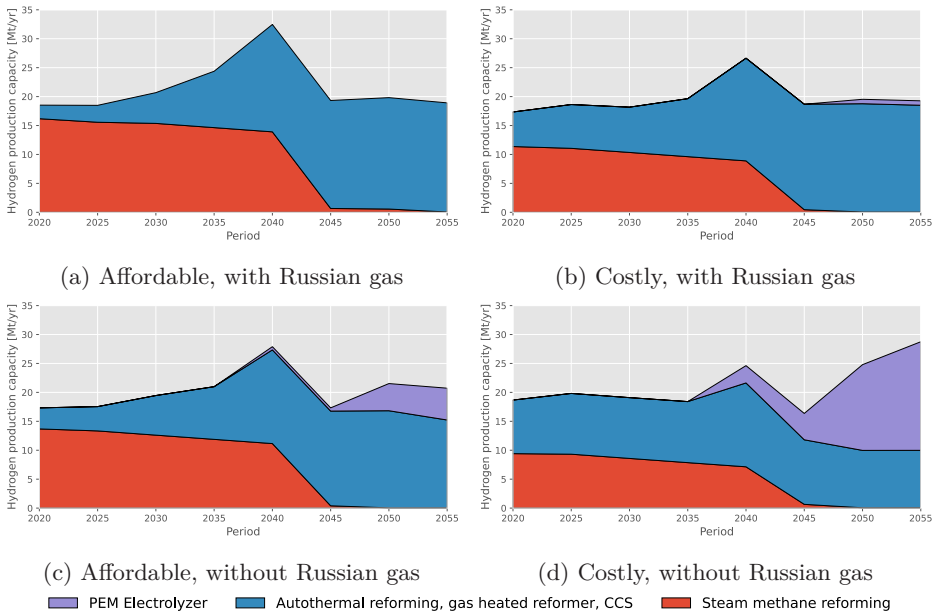 Hydrogen production capacity [Mt/yr]
35
30
25
20
15
10
5
0
2020 2025 2030 2035 2040 2045 2050 2055
Period
(a) Affordable, with Russian gas
Hydrogen production capacity [Mt/yr]
35
30
25
20
15
10
5
0
2020 2025 2030 2035 2040 2045 2050 2055
Period
(b) Costly, with Russian gas
Hydrogen production capacity [Mt/yr]
35
30
25
20
15
10
5
0
2020 2025 2030 2035 2040 2045 2050 2055
Period
(c) Affordable, without Russian gas
Hydrogen production capacity [Mt/yr]
35
30
25
20
15
10
5
0
2020 2025 2030 2035 2040 2045 2050 2055
Period
(d) Costly, without Russian gas
PEM Electrolyzer Autothermal reforming, gas heated reformer, CCS Steam methane reforming